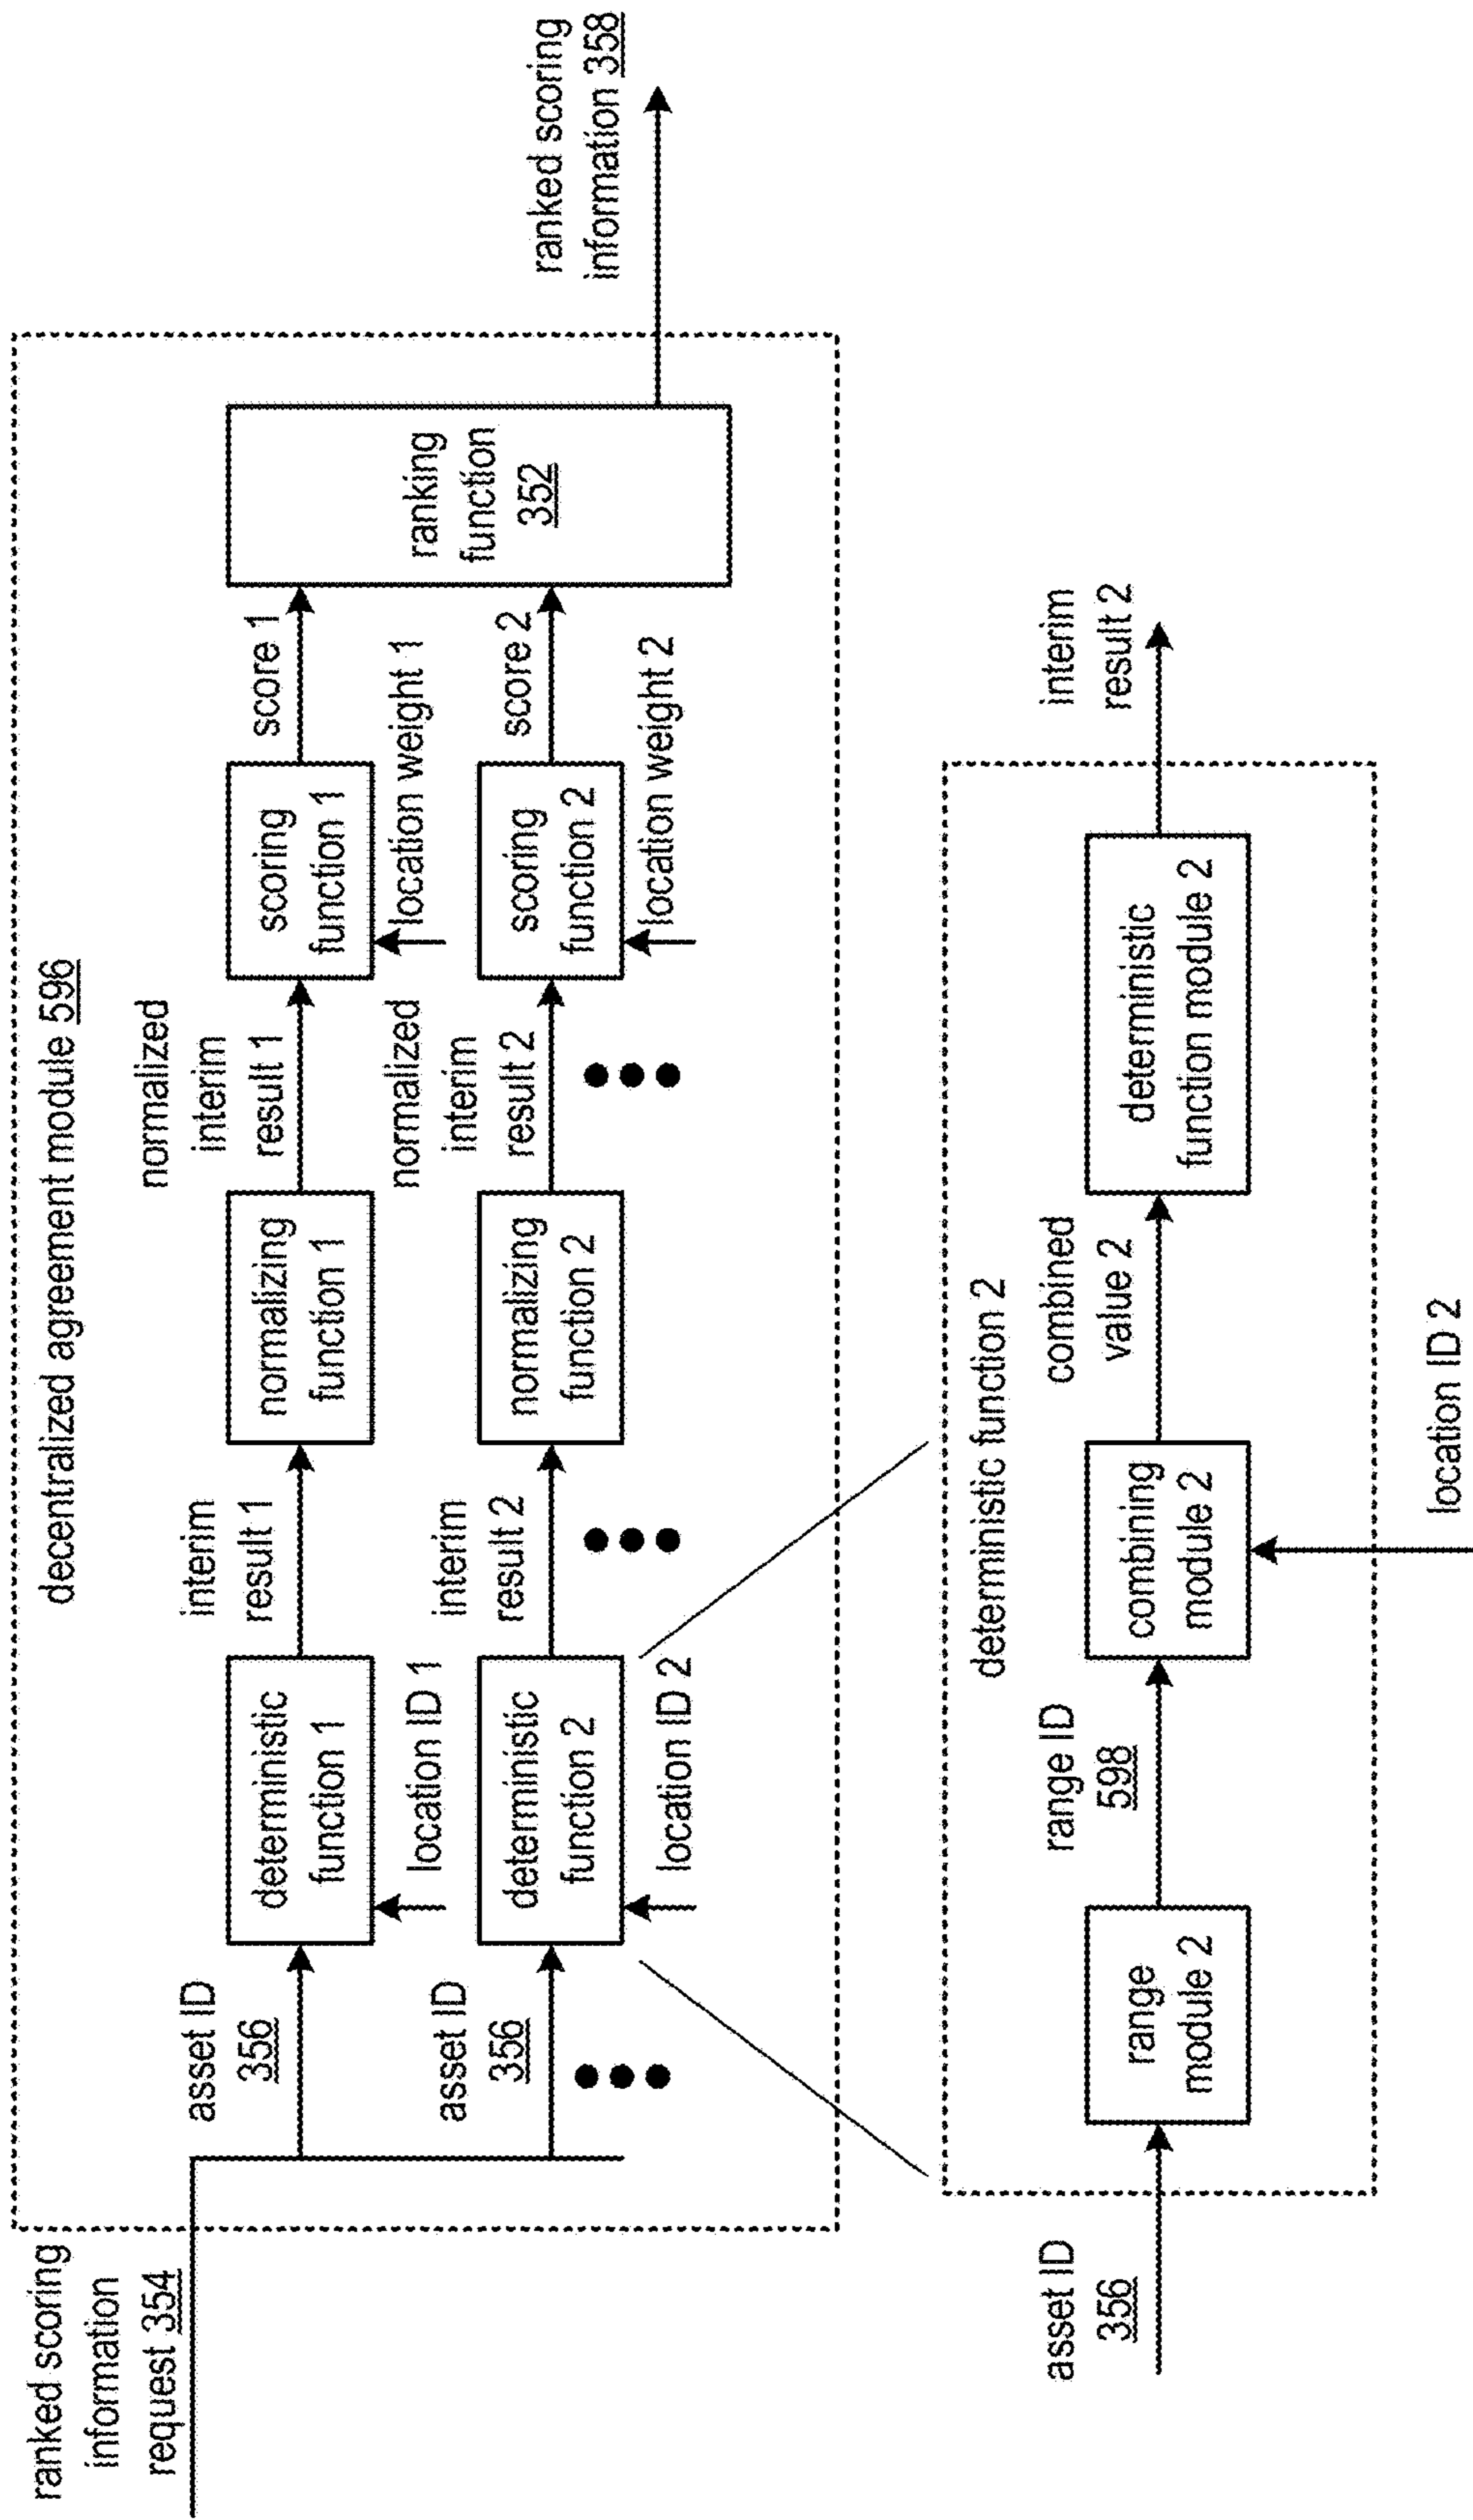 ranked scoring
information
request 354
decentralized agreement module 596
asset ID
356
deterministic
function 1
location ID 1
interim
result 1
normalizing
function 1
normalized
interim
result 1
scoring
function 1
location weight 1
score 1
asset ID
356
deterministic
function 2
location ID 2
interim
result 2
normalizing
function 2
normalized
interim
result 2
scoring
function 2
location weight 2
score 2
ranking
function
352
ranked scoring
information 358
deterministic function 2
asset ID
356
range
module 2
range ID
598
combining
module 2
location ID 2
combined
value 2
deterministic
function module 2
interim
result 2